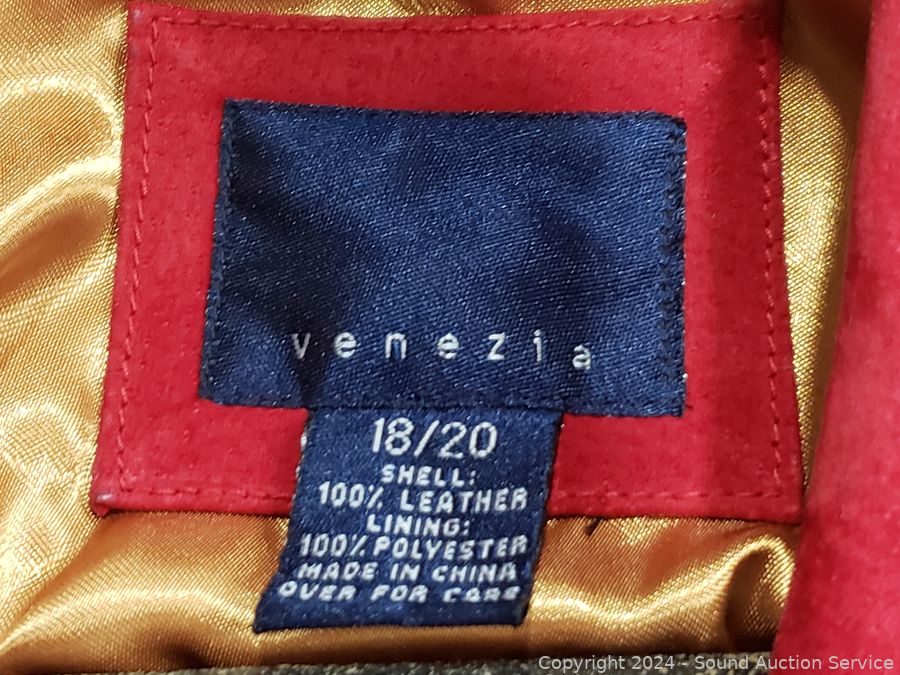 venezia
18/20
SHELL:
100% LEATHER
LINING:
100% POLYESTER
MADE IN CHINA
OVER FOR CARE
Copyright 2024 - Sound Auction Service